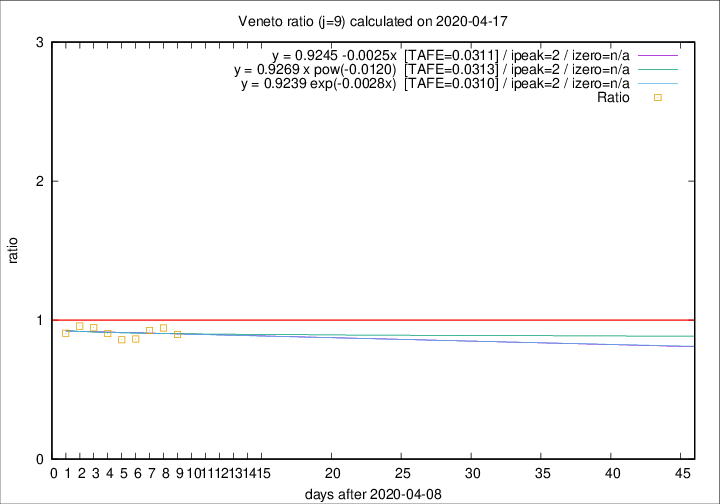 Veneto ratio (j=9) calculated on 2020-04-17
y = 0.9245 -0.0025x [TAFE=0.0311] / ipeak=2 / izero=n/a
y = 0.9269 x pow(-0.0120) [TAFE=0.0313] / ipeak=2 / izero=n/a
y = 0.9239 exp(-0.0028x) [TAFE=0.0310] / ipeak=2 / izero=n/a
Ratio
3
2
1
0
ratio
0 1 2 3 4 5 6 7 8 9 10 11 12 13 14 15 20 25 30 35 40 45
days after 2020-04-08